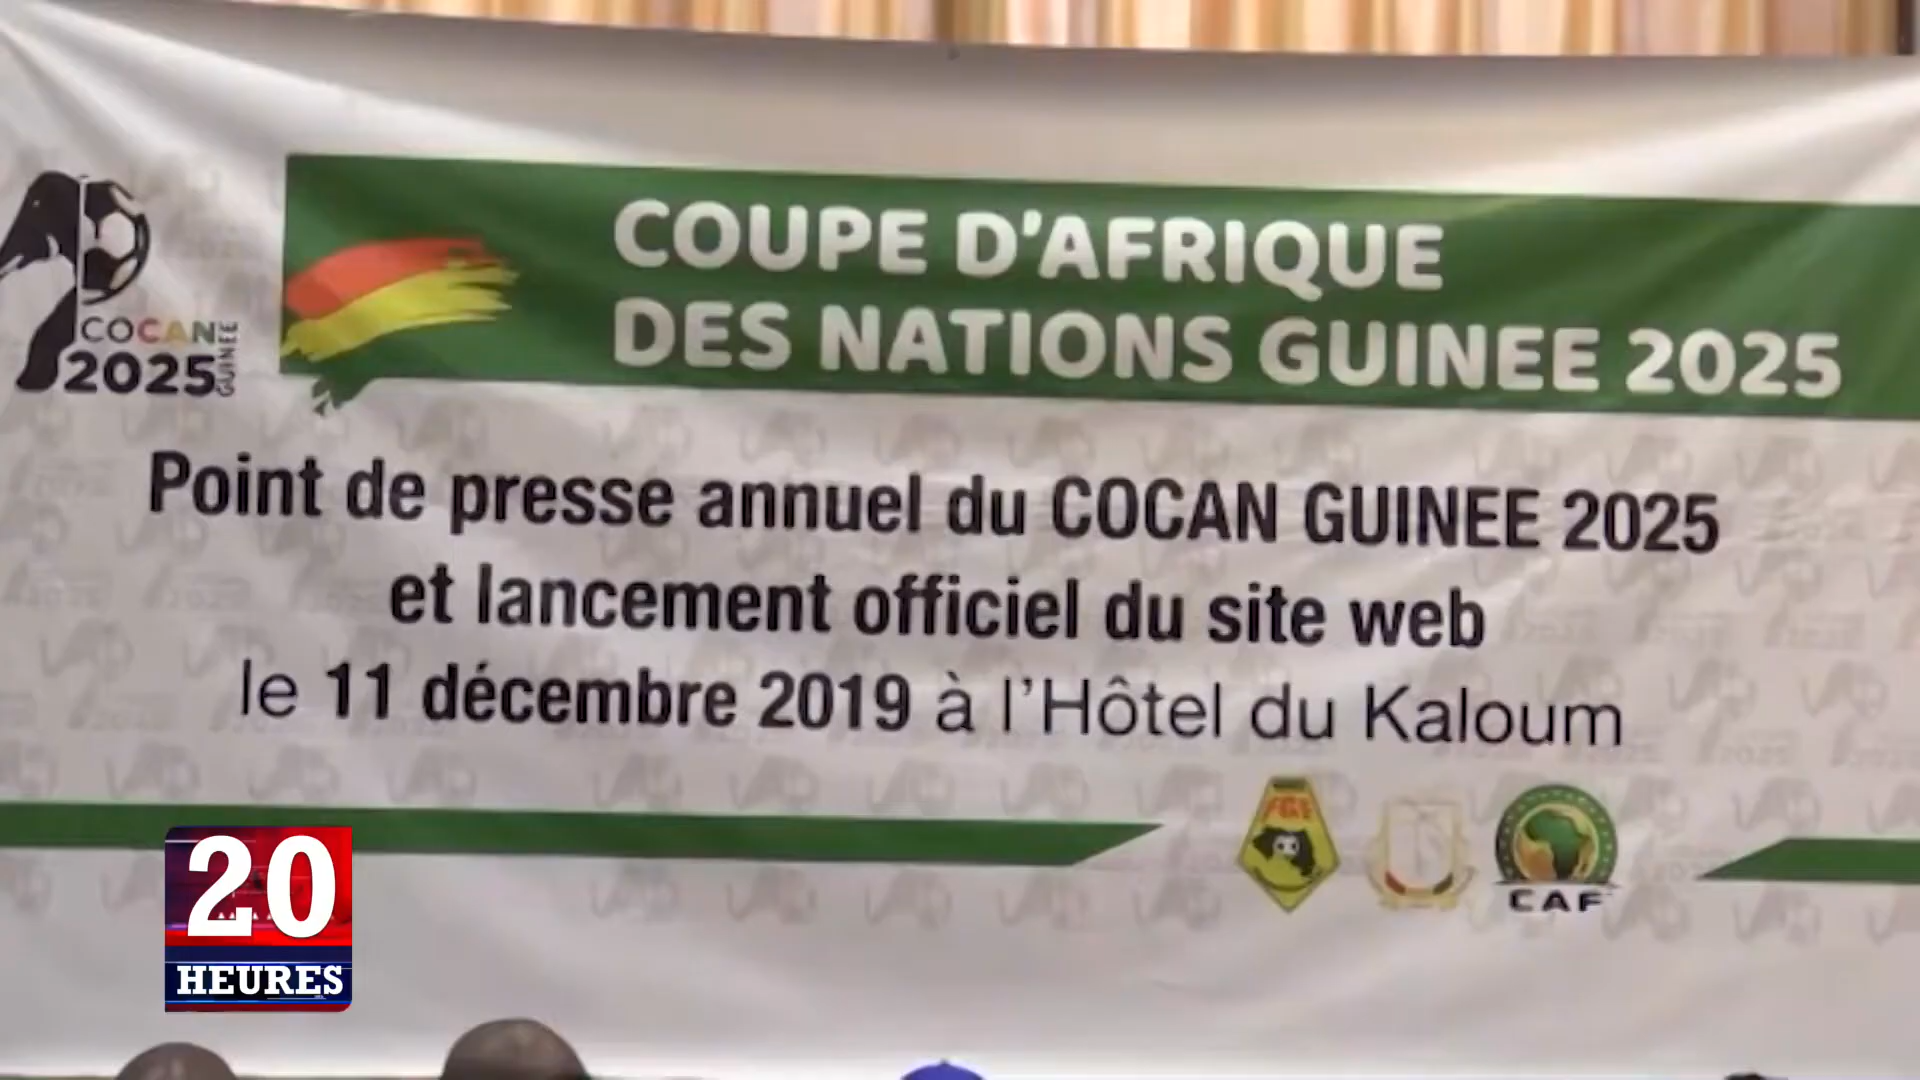 COUPE D'AFRIQUE
DES NATIONS GUINEE 2025
COCAN
2025
GUINEE
Point de presse annuel du COCAN GUINEE 2025
et lancement officiel du site web
le 11 décembre 2019 à l'Hôtel du Kaloum
CAF
20
HEURES